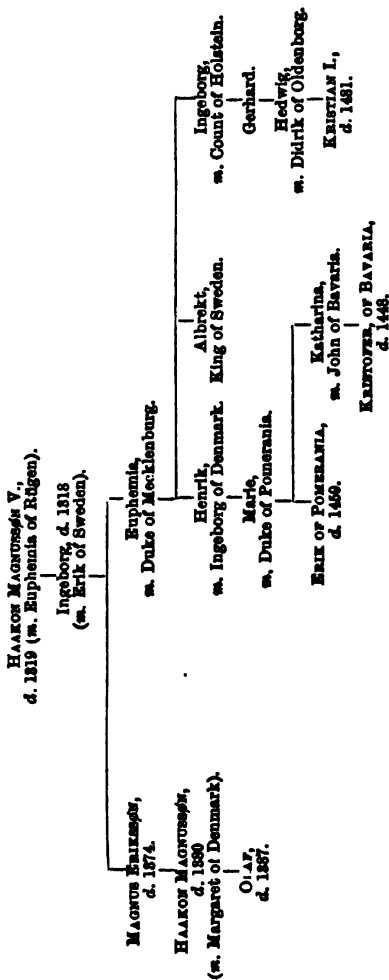 HAAKON MAGNUSSØN V.,
d. 1319 (m. Euphemia of Rügen).
Ingeborg, d. 1318
(m. Erik of Sweden).
MAGNUS ERIKSSØN,
d. 1374.
HAAKON MAGNUSSØN,
d. 1380
(m. Margaret of Denmark).
OLAF,
d. 1387.
Euphemia,
m. Duke of Mecklenburg.
Henrik,
m. Ingeborg of Denmark.
Marie,
m. Duke of Pomerania.
ERIK OF POMERANIA,
d. 1459.
Katharina,
m. John of Bavaria.
KRISTOFER, OF BAVARIA,
d. 1448.
Albrekt,
King of Sweden.
Ingeborg,
m. Count of Holstein.
Gerhard.
Hedwig,
m. Didrik of Oldenborg.
KRISTIAN I.,
d. 1481.